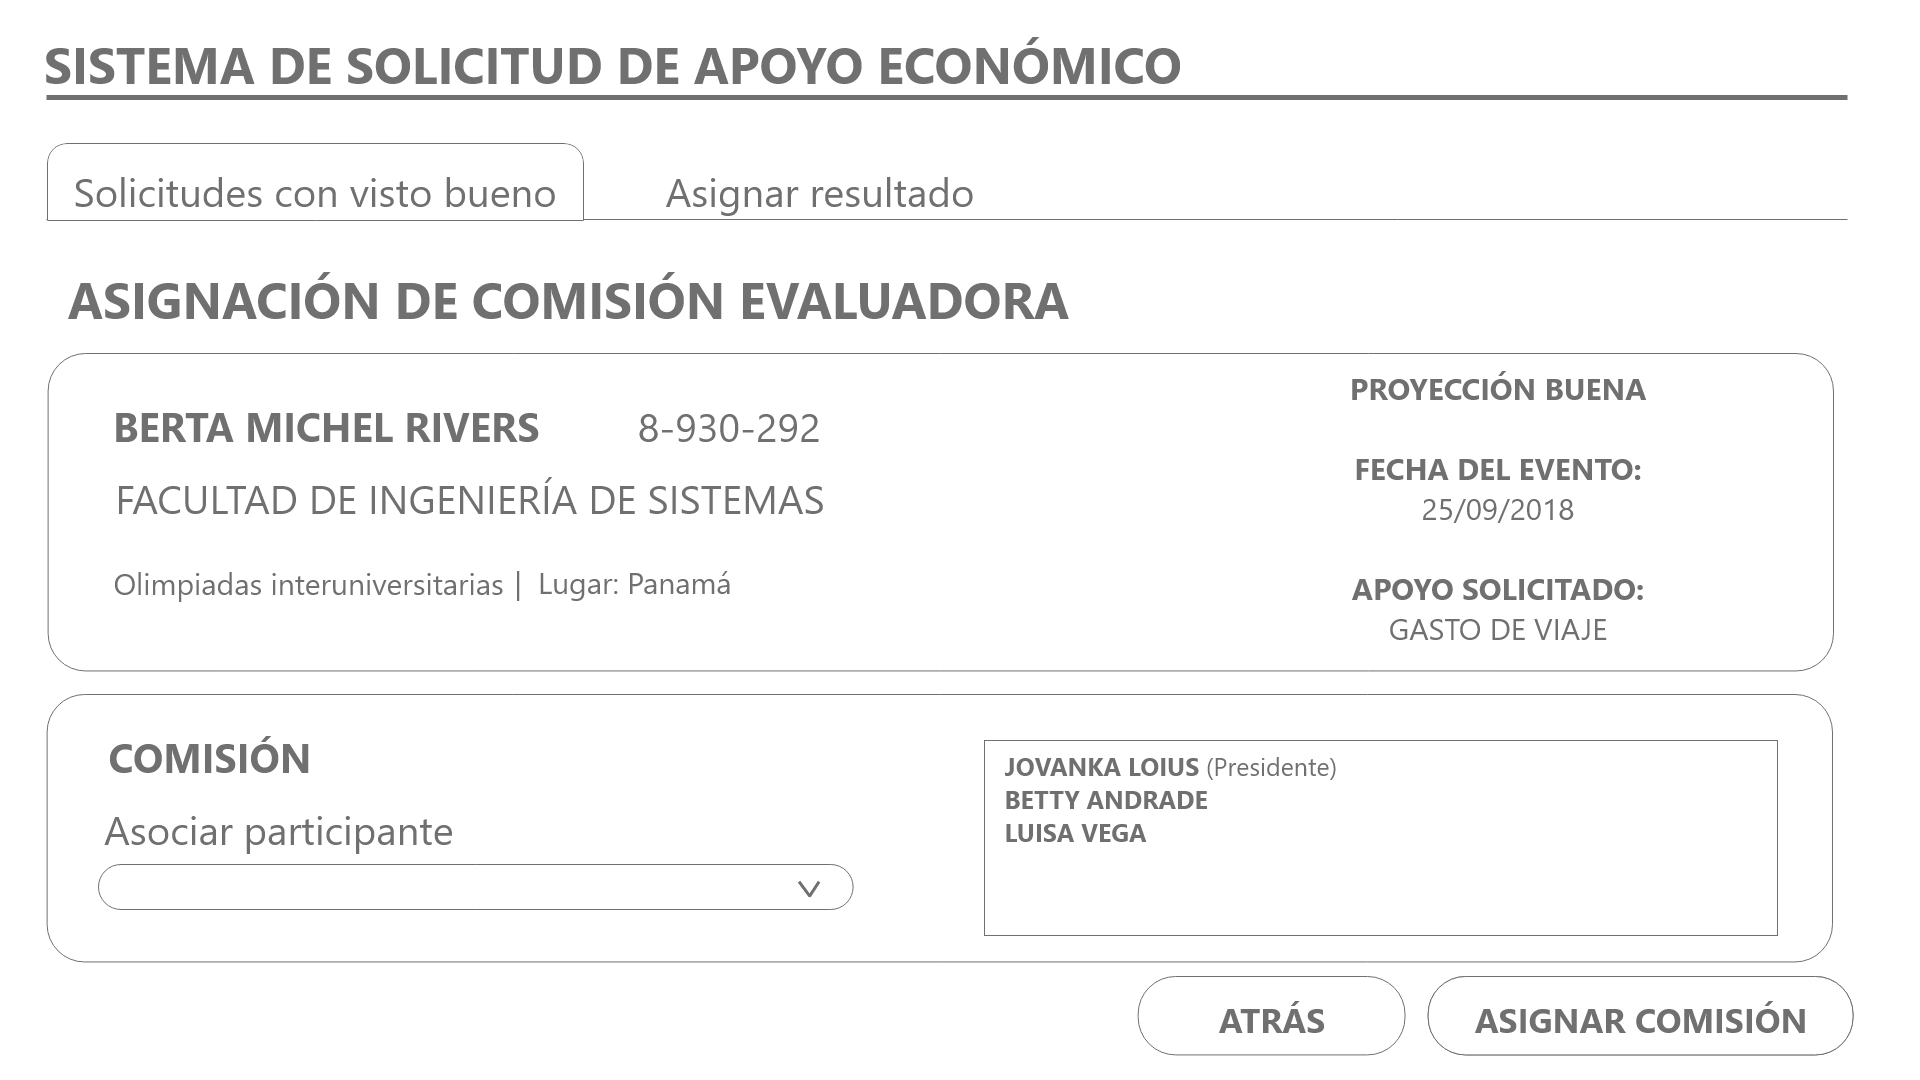 SISTEMA DE SOLICITUD DE APOYO ECONÓMICO
Solicitudes con visto bueno
Asignar resultado
ASIGNACIÓN DE COMISIÓN EVALUADORA
BERTA MICHEL RIVERS 8-930-292
FACULTAD DE INGENIERÍA DE SISTEMAS
Olimpiadas interuniversitarias | Lugar: Panamá
PROYECCIÓN BUENA
FECHA DEL EVENTO:
25/09/2018
APOYO SOLICITADO:
GASTO DE VIAJE
COMISIÓN
Asociar participante
JOVANKA LOIUS (Presidente)
BETTY ANDRADE
LUISA VEGA
ATRÁS
ASIGNAR COMISIÓN